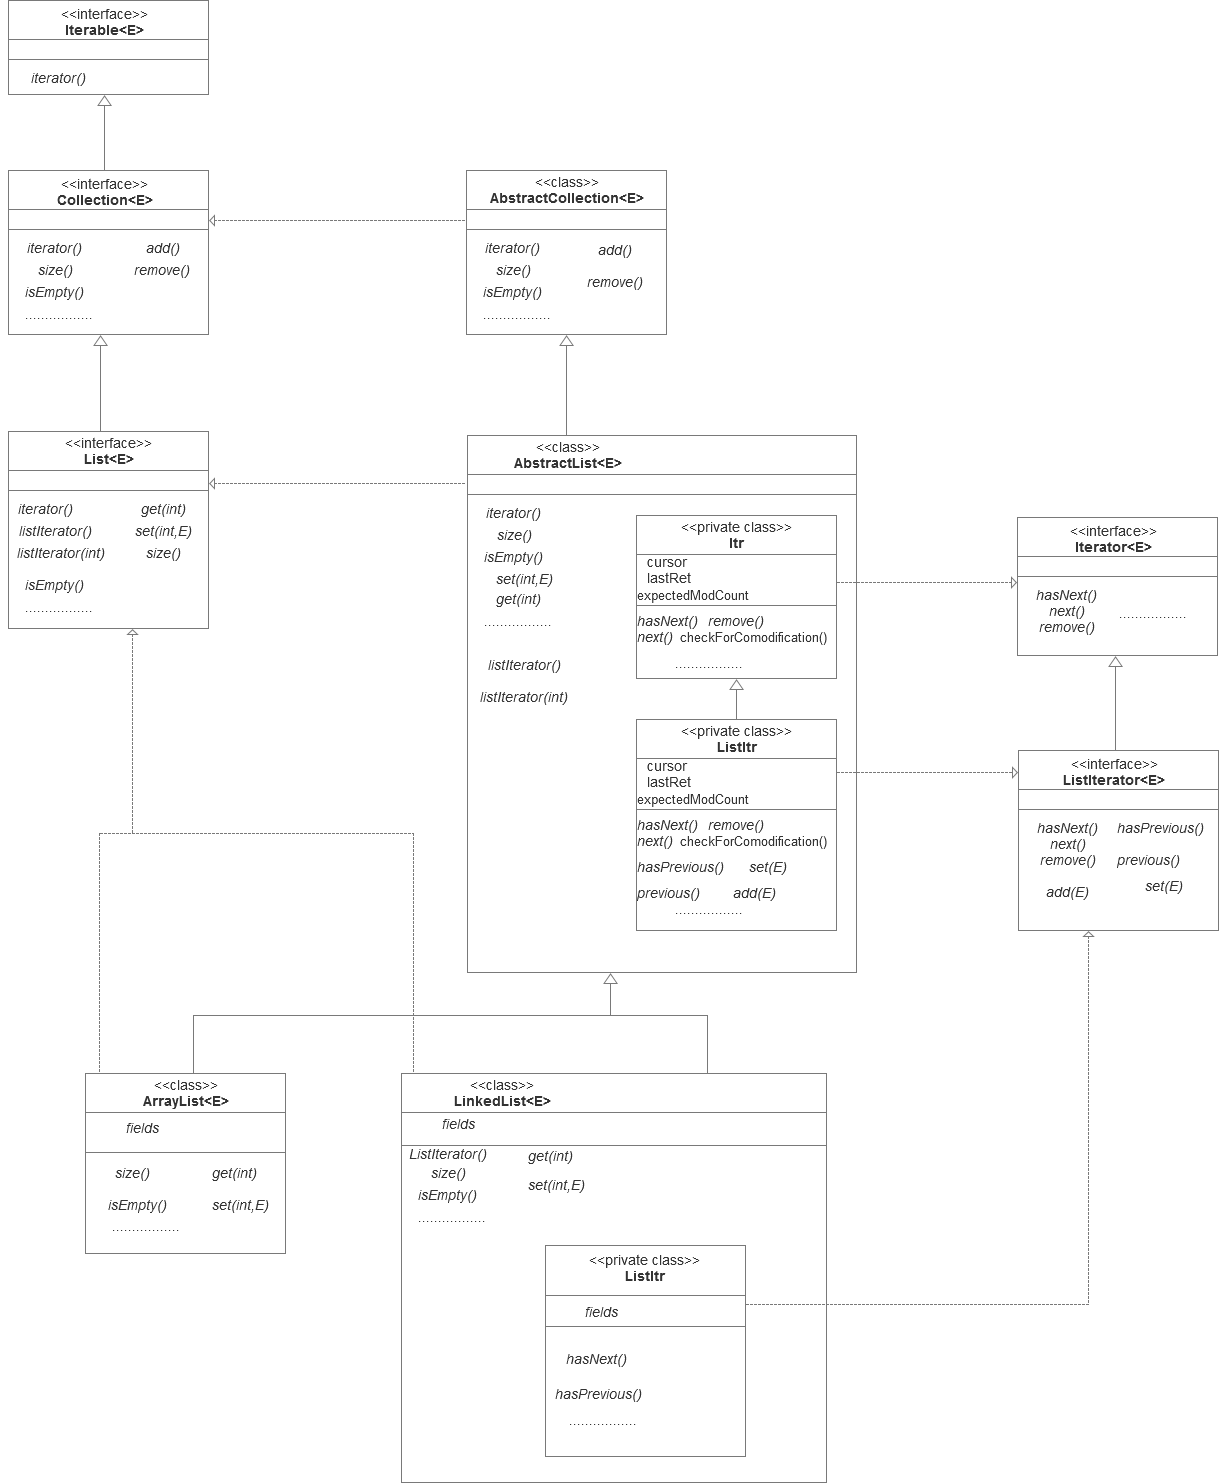 <<interface>>
Iterable<E>
iterator()
<<interface>>
Collection<E>
iterator() add()
size() remove()
isEmpty()
.................
<<class>>
AbstractCollection<E>
iterator() add()
size()
remove()
isEmpty()
.................
<<interface>>
List<E>
iterator() get(int)
listIterator() set(int,E)
listIterator(int) size()
isEmpty()
.................
<<class>>
AbstractList<E>
iterator()
size()
isEmpty()
set(int,E)
get(int)
.................
listIterator()
listIterator(int)
<<private class>>
Itr
cursor
lastRet
expectedModCount
hasNext() remove()
next() checkForComodification()
.................
<<private class>>
ListItr
cursor
lastRet
expectedModCount
hasNext() remove()
next() checkForComodification()
hasPrevious() set(E)
previous() add(E)
.................
<<interface>>
Iterator<E>
hasNext()
next() .................
remove()
<<interface>>
ListIterator<E>
hasNext() hasPrevious()
next()
remove() previous()
set(E)
add(E)
<<class>>
ArrayList<E>
fields
size() get(int)
isEmpty() set(int,E)
.................
<<class>>
LinkedList<E>
fields
ListIterator() get(int)
size()
set(int,E)
isEmpty()
.................
<<private class>>
ListItr
fields
hasNext()
hasPrevious()
.................